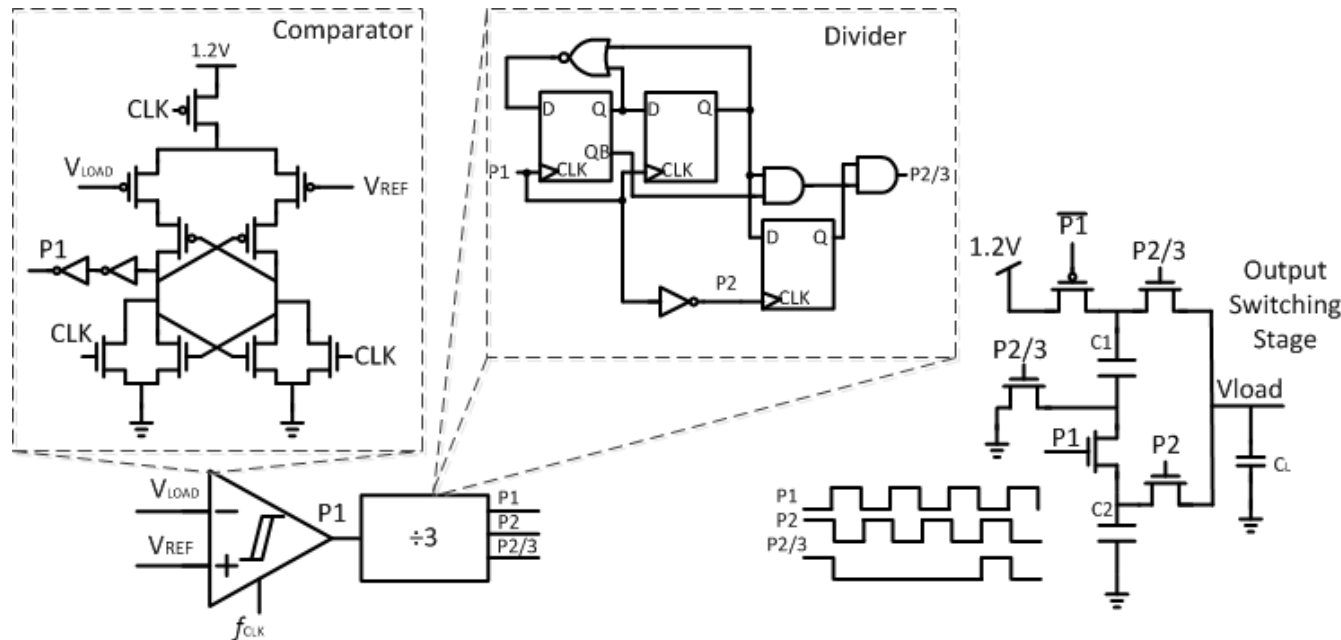 Comparator
1.2V
CLK
VLOAD
VREF
P1
CLK
CLK
Divider
D
Q
D
Q
QB
P1
CLK
CLK
P2/3
D
Q
P2
CLK
P1
1.2V
P2/3
Output
Switching
Stage
C1
P2/3
Vload
P1
P2
C2
CL
VLOAD
P1
VREF
fCLK
÷3
P1
P2
P2/3
P1
P2
P2/3